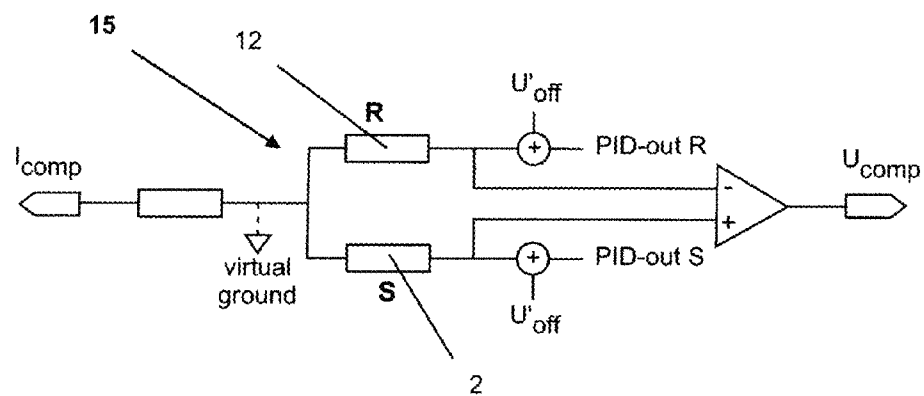 15
12
R
U'off
PID-out R
Icomp
Ucomp
-
+
+
virtual
ground
S
+
PID-out S
U'off
2